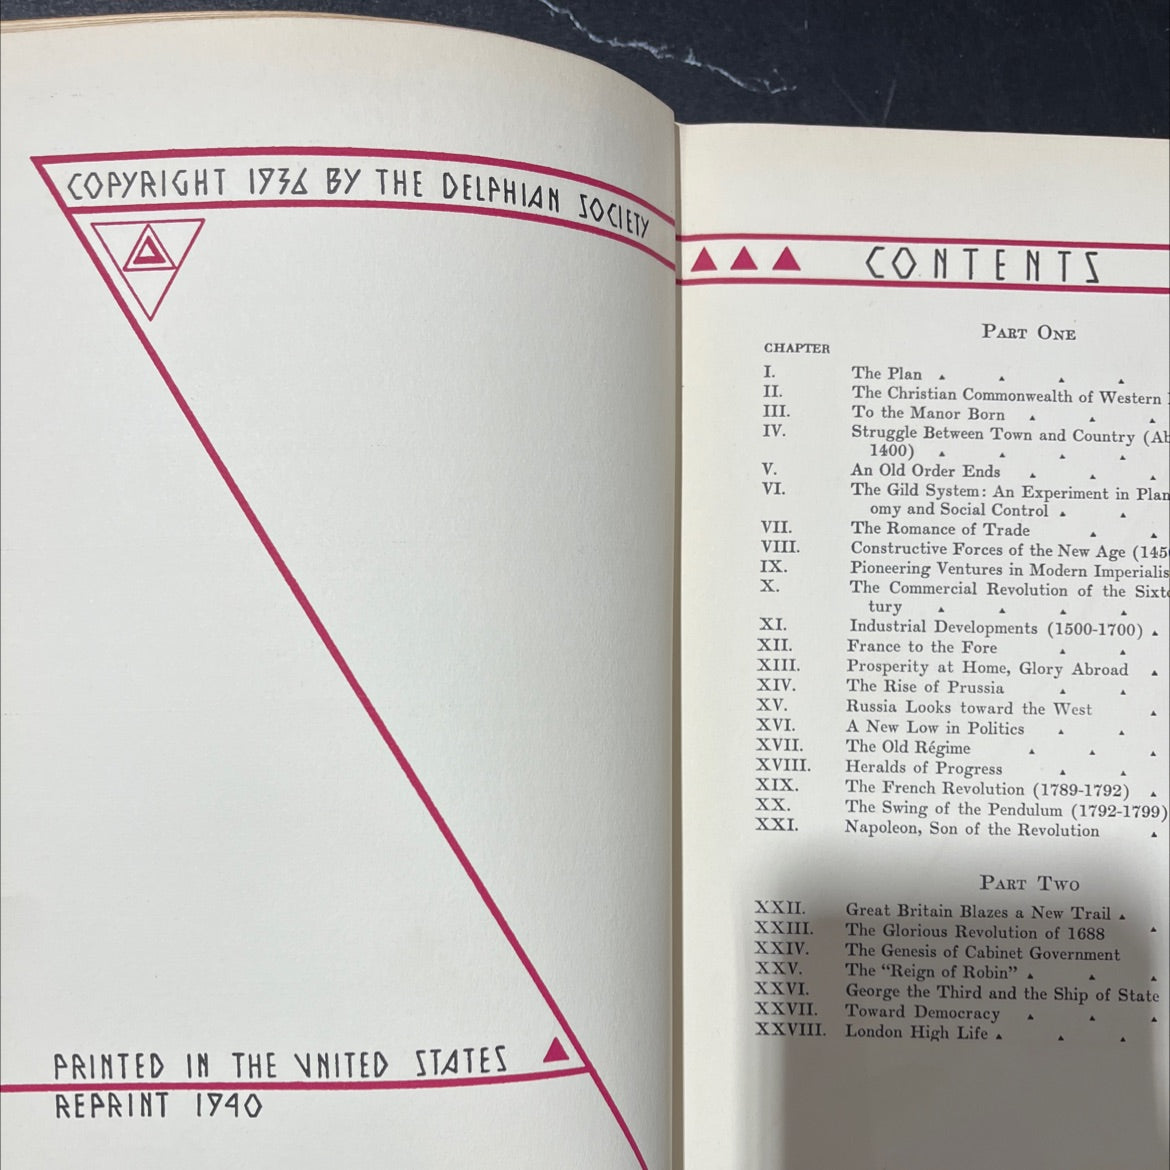 COPYRIGHT 1936 BY THE DELPHIAN SOCIETY
PRINTED IN THE UNITED STATES
REPRINT 1940
CONTENTS
PART ONE
CHAPTER
I. The Plan
II. The Christian Commonwealth of Western
III. To the Manor Born
IV. Struggle Between Town and Country
1400)
V. An Old Order Ends
VI. The Gild System: An Experiment in
omy and Social Control
VII. The Romance of Trade
VIII. Constructive Forces of the New Age
IX. Pioneering Ventures in Modern
X. The Commercial Revolution of the
tury
XI. Industrial Developments (1500-1700)
XII. France to the Fore
XIII. Prosperity at Home, Glory Abroad
XIV. The Rise of Prussia
XV. Russia Looks toward the West
XVI. A New Low in Politics
XVII. The Old Régime
XVIII. Heralds of Progress
XIX. The French Revolution (1789-1792)
XX. The Swing of the Pendulum (1792-1799)
XXI. Napoleon, Son of the Revolution
PART TWO
XXII. Great Britain Blazes a New Trail
XXIII. The Glorious Revolution of 1688
XXIV. The Genesis of Cabinet Government
XXV. The “Reign of Robin”
XXVI. George the Third and the Ship of State
XXVII. Toward Democracy
XXVIII. London High Life